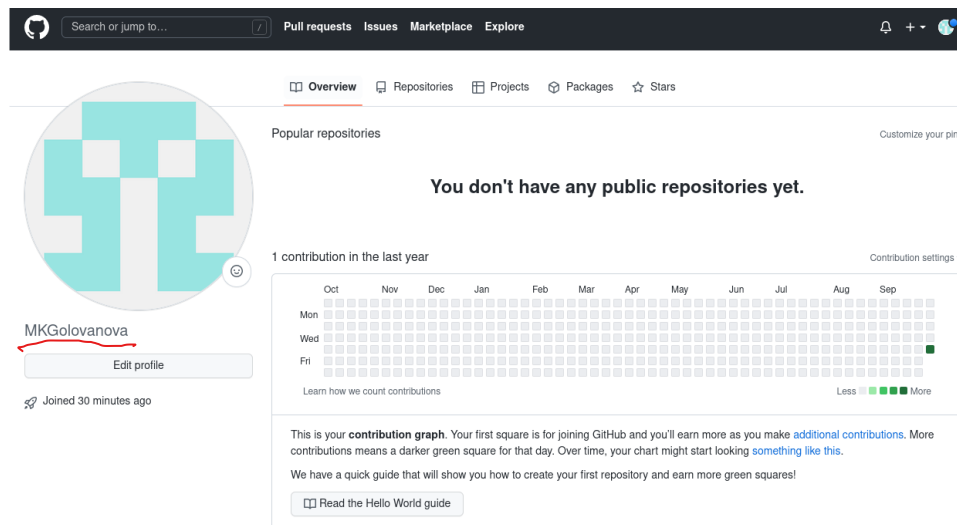 Search or jump to... /
Pull requests Issues Marketplace Explore
Overview Repositories Projects Packages Stars
Popular repositories
Customize your pin
You don't have any public repositories yet.
1 contribution in the last year
Contribution settings
Oct Nov Dec Jan Feb Mar Apr May Jun Jul Aug Sep
Mon
Wed
Fri
Learn how we count contributions
Less More
MKGolovanova
Edit profile
Joined 30 minutes ago
This is your contribution graph. Your first square is for joining GitHub and you'll earn more as you make additional contributions. More
contributions means a darker green square for that day. Over time, your chart might start looking something like this.
We have a quick guide that will show you how to create your first repository and earn more green squares!
Read the Hello World guide